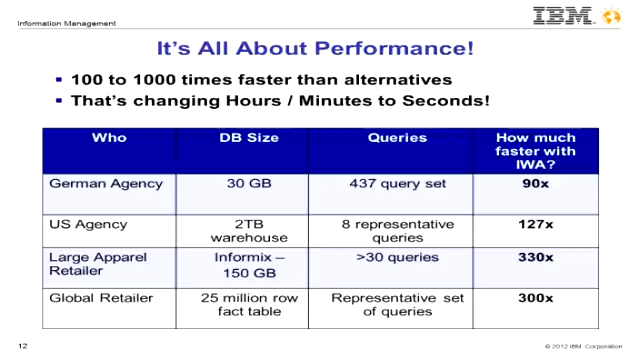 Information Management
IBM
It's All About Performance!
▪ 100 to 1000 times faster than alternatives
▪ That's changing Hours / Minutes to Seconds!
Who DB Size Queries How much
faster with
IWA?
German Agency 30 GB 437 query set 90x
US Agency 2TB 8 representative 127x
warehouse queries
Large Apparel Informix – >30 queries 330x
Retailer 150 GB
Global Retailer 25 million row Representative set 300x
fact table of queries
12 © 2012 IBM Corporation